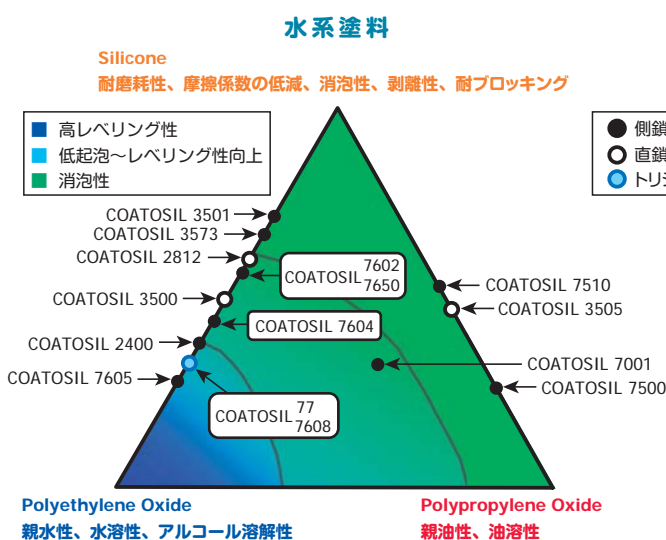 水系塗料
Silicone
耐磨耗性、摩擦係数の低減、消泡性、剥離性、耐ブロッキング
高レベリング性
低起泡～レベリング性向上
消泡性
側鎖
直鎖
トリシ
COATOSIL 3501
COATOSIL 3573
COATOSIL 2812
COATOSIL 7602
7650
COATOSIL 7510
COATOSIL 3500
COATOSIL 3505
COATOSIL 7604
COATOSIL 2400
COATOSIL 7001
COATOSIL 7605
COATOSIL 7500
COATOSIL 77
7608
Polyethylene Oxide
親水性、水溶性、アルコール溶解性
Polypropylene Oxide
親油性、油溶性